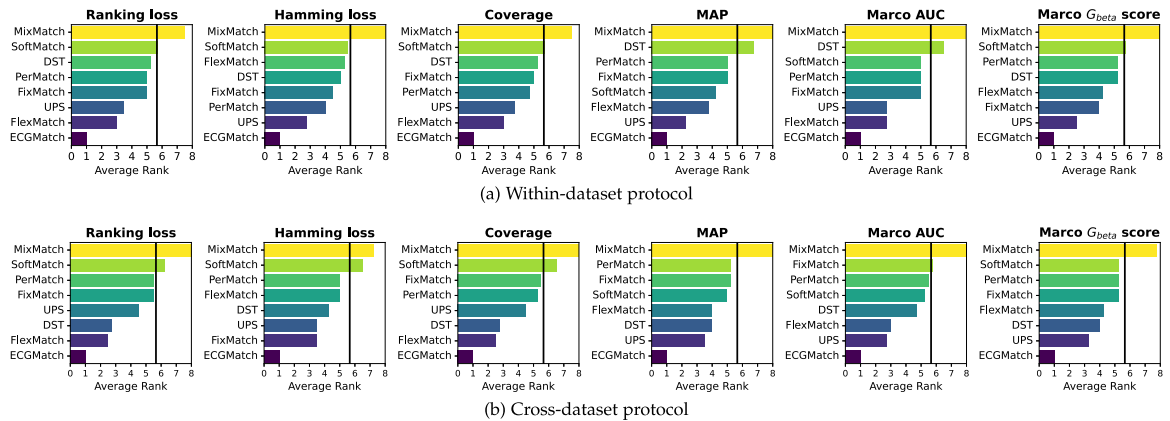 Ranking loss
MixMatch
SoftMatch
DST
PerMatch
FixMatch
UPS
FlexMatch
ECGMatch
0 1 2 3 4 5 6 7 8
Average Rank
Hamming loss
MixMatch
SoftMatch
FlexMatch
DST
FixMatch
PerMatch
UPS
ECGMatch
0 1 2 3 4 5 6 7 8
Average Rank
Coverage
MixMatch
SoftMatch
DST
FixMatch
PerMatch
UPS
FlexMatch
ECGMatch
0 1 2 3 4 5 6 7 8
Average Rank
MAP
MixMatch
DST
PerMatch
FixMatch
SoftMatch
FlexMatch
UPS
ECGMatch
0 1 2 3 4 5 6 7 8
Average Rank
Marco AUC
MixMatch
DST
SoftMatch
PerMatch
FixMatch
UPS
FlexMatch
ECGMatch
0 1 2 3 4 5 6 7 8
Average Rank
Marco G_beta score
MixMatch
SoftMatch
PerMatch
DST
FlexMatch
FixMatch
UPS
ECGMatch
0 1 2 3 4 5 6 7 8
Average Rank
(a) Within-dataset protocol
Ranking loss
MixMatch
SoftMatch
PerMatch
FixMatch
UPS
DST
FlexMatch
ECGMatch
0 1 2 3 4 5 6 7 8
Average Rank
Hamming loss
MixMatch
SoftMatch
PerMatch
FlexMatch
DST
UPS
FixMatch
ECGMatch
0 1 2 3 4 5 6 7 8
Average Rank
Coverage
MixMatch
SoftMatch
FixMatch
PerMatch
UPS
DST
FlexMatch
ECGMatch
0 1 2 3 4 5 6 7 8
Average Rank
MAP
MixMatch
PerMatch
FixMatch
SoftMatch
FlexMatch
DST
UPS
ECGMatch
0 1 2 3 4 5 6 7 8
Average Rank
Marco AUC
MixMatch
FixMatch
PerMatch
SoftMatch
DST
FlexMatch
UPS
ECGMatch
0 1 2 3 4 5 6 7 8
Average Rank
Marco G_beta score
MixMatch
SoftMatch
PerMatch
FixMatch
FlexMatch
DST
UPS
ECGMatch
0 1 2 3 4 5 6 7 8
Average Rank
(b) Cross-dataset protocol